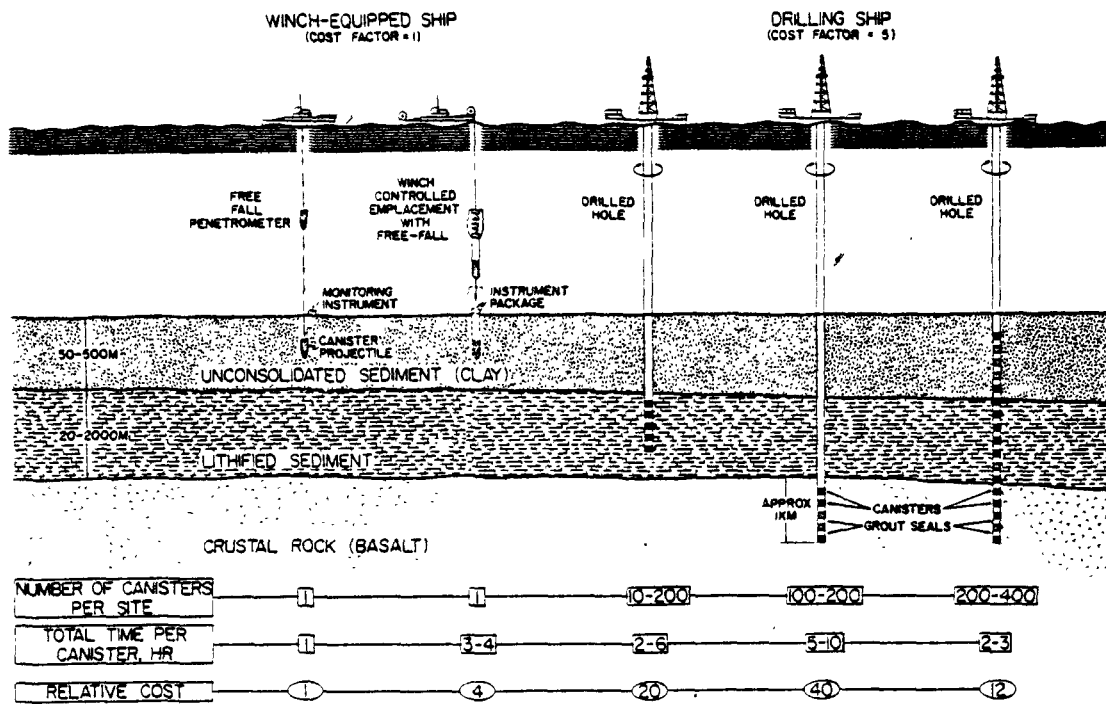 WINCH-EQUIPPED SHIP
(COST FACTOR = 1)
DRILLING SHIP
(COST FACTOR = 5)
FREE
FALL
PENETROMETER
WINCH
CONTROLLED
EMPLACEMENT
WITH
FREE-FALL
DRILLED
HOLE
DRILLED
HOLE
DRILLED
HOLE
MONITORING
INSTRUMENT
INSTRUMENT
PACKAGE
50-500M
CANISTER
PROJECTILE
UNCONSOLIDATED SEDIMENT (CLAY)
20-2000M
LITHIFIED SEDIMENT
APPROX
1KM
CANISTERS
GROUT SEALS
CRUSTAL ROCK (BASALT)
NUMBER OF CANISTERS
PER SITE
1
1
10-200
100-200
200-400
TOTAL TIME PER
CANISTER, HR
1
3-4
2-6
5-10
2-3
RELATIVE COST
1
4
20
40
12